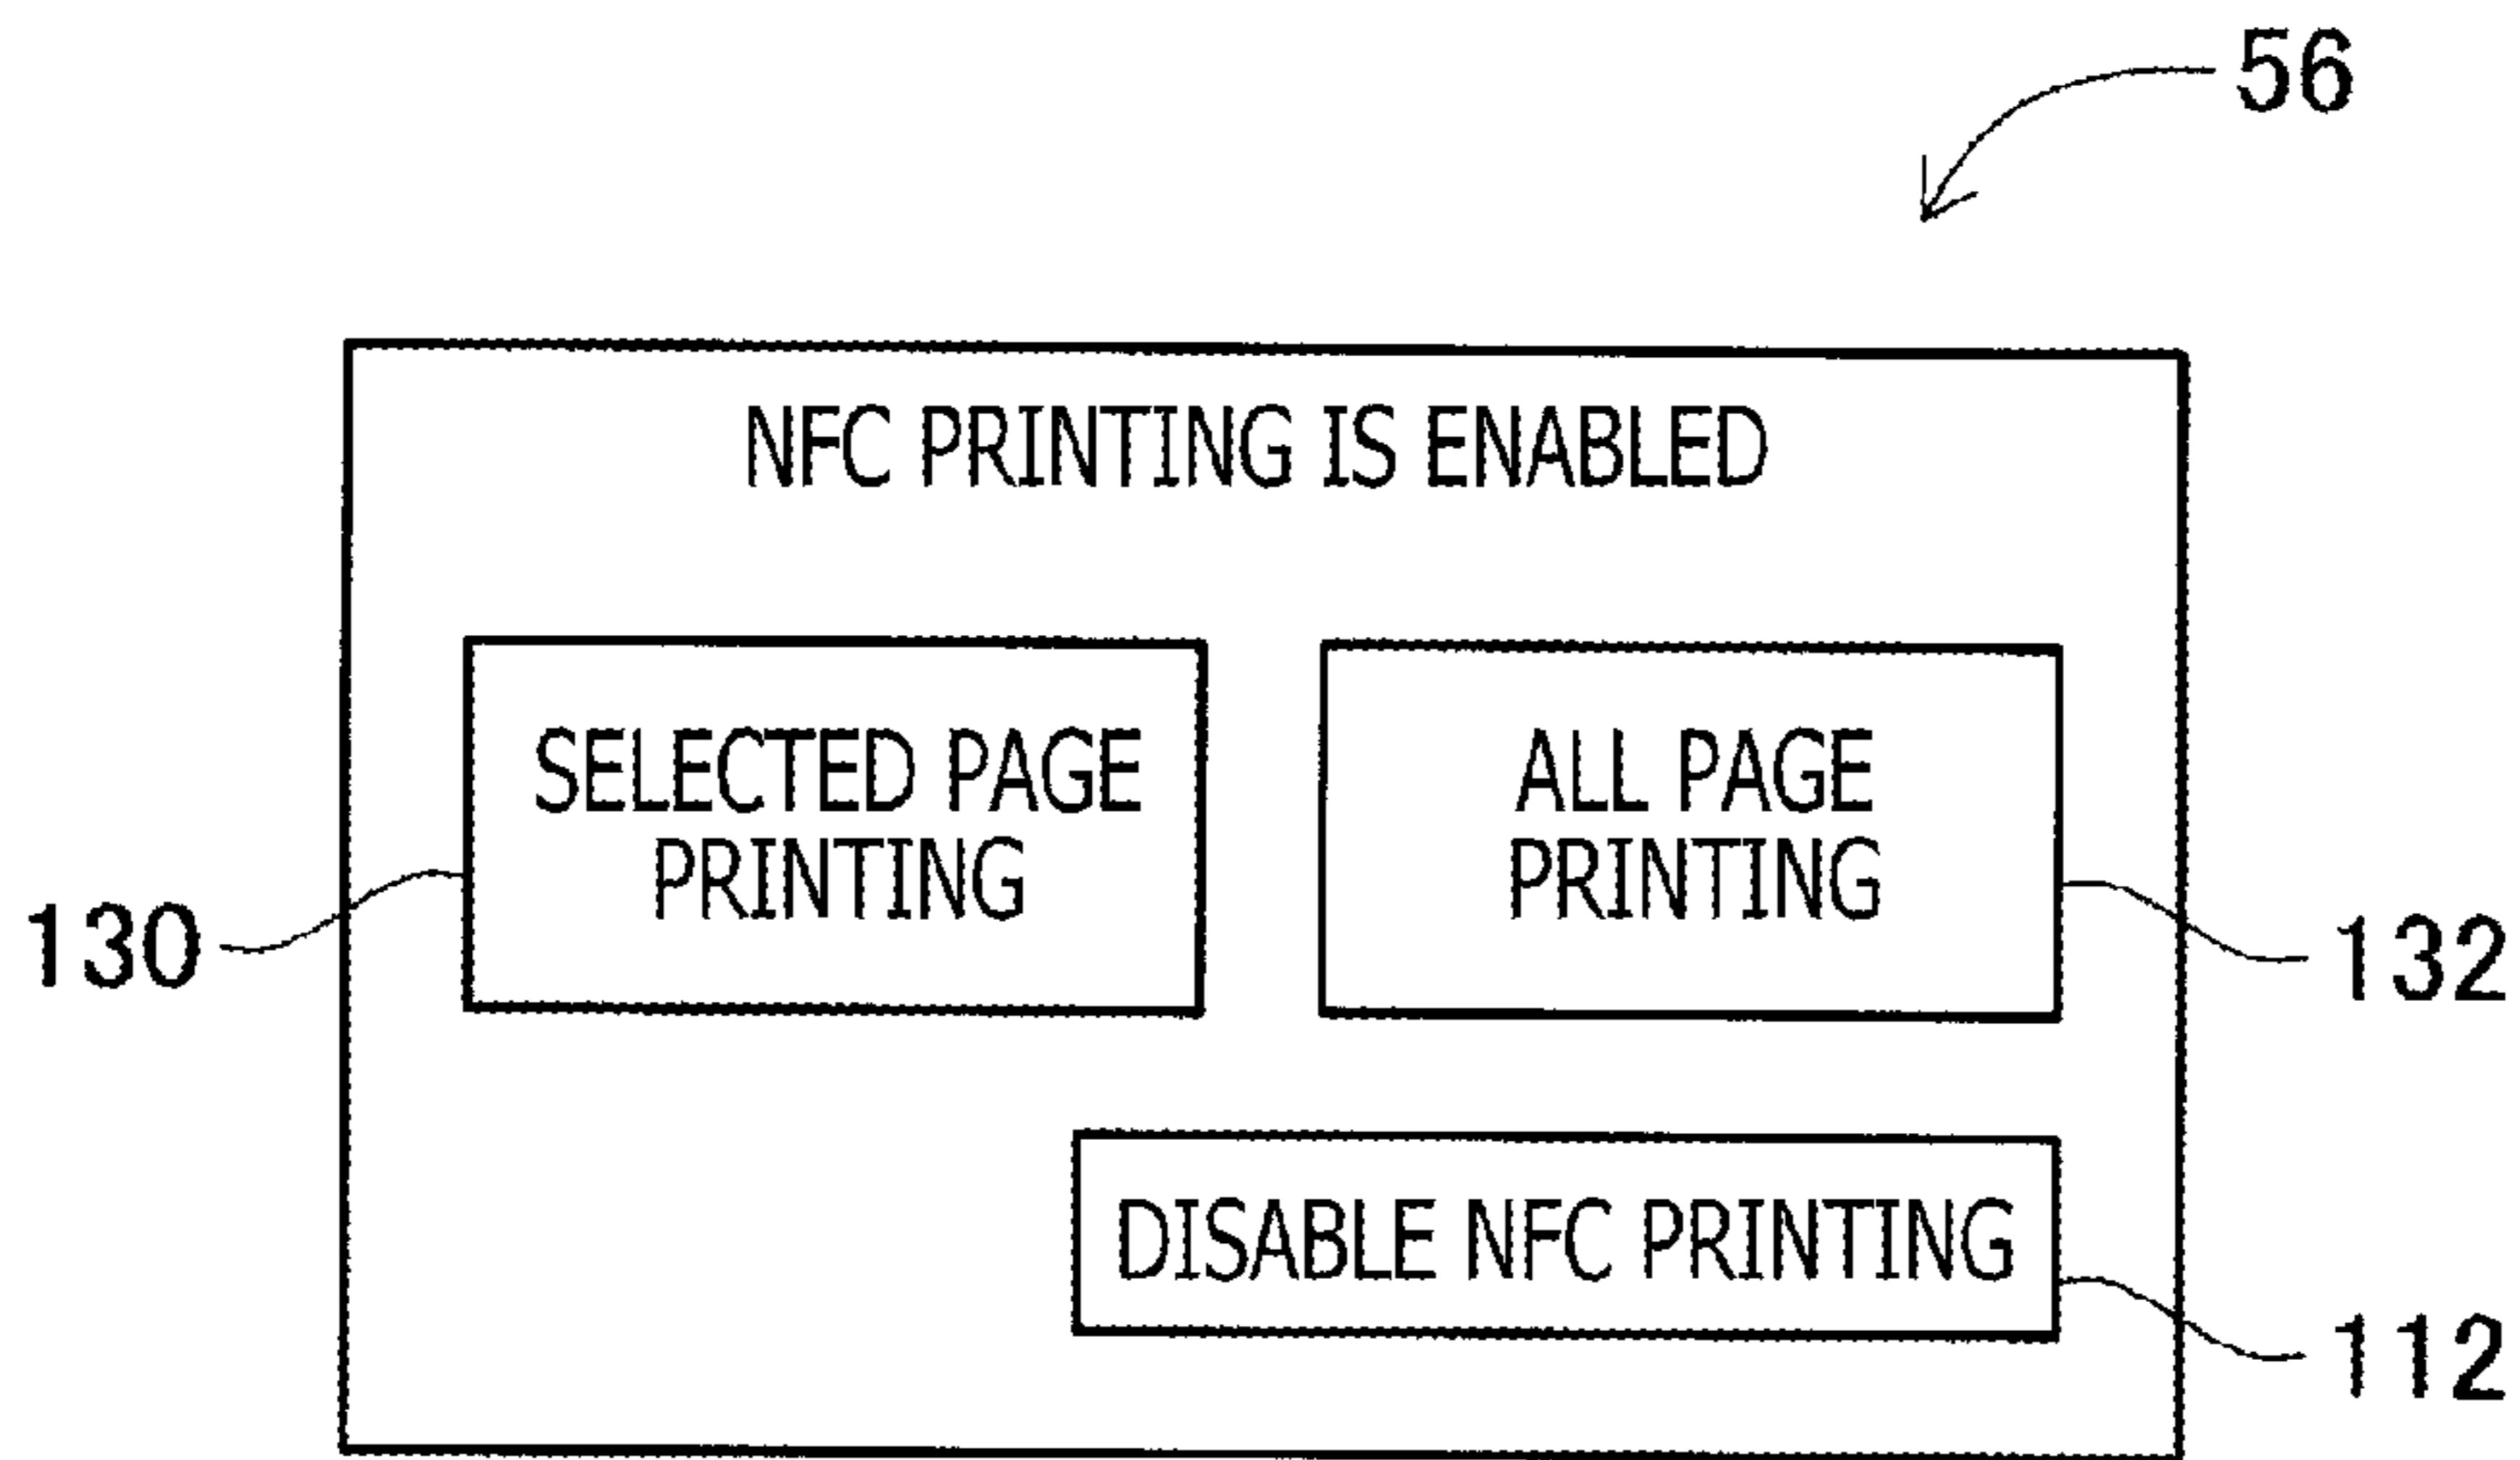 56
NFC PRINTING IS ENABLED
SELECTED PAGE
PRINTING
ALL PAGE
PRINTING
130
132
DISABLE NFC PRINTING
112